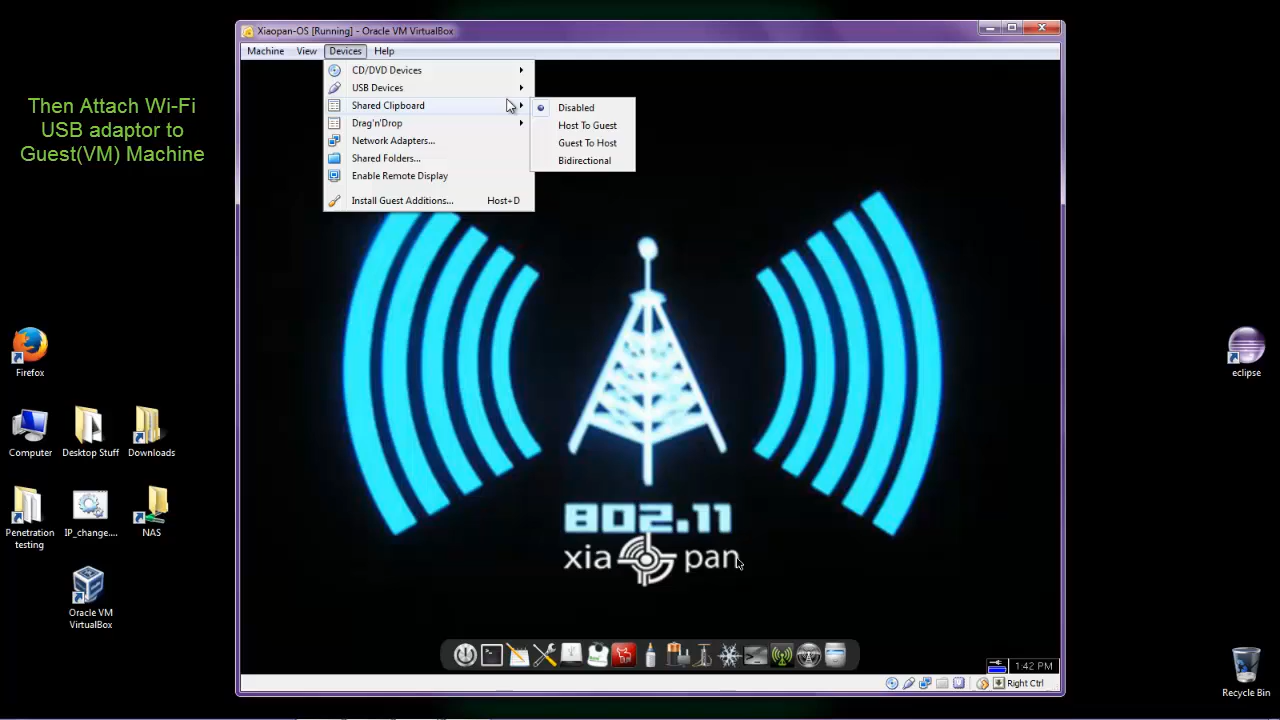 Xiaopan-OS [Running] - Oracle VM VirtualBox
Machine View Devices Help
CD/DVD Devices
USB Devices
Shared Clipboard
Drag'n'Drop
Network Adapters...
Shared Folders...
Enable Remote Display
Install Guest Additions... Host+D
Disabled
Host To Guest
Guest To Host
Bidirectional
Then Attach Wi-Fi
USB adaptor to
Guest(VM) Machine
Firefox
Computer
Desktop Stuff
Downloads
Penetration
testing
IP_change....
NAS
Oracle VM
VirtualBox
eclipse
802.11
xiaopan
1:42 PM
Right Ctrl
Recycle Bin